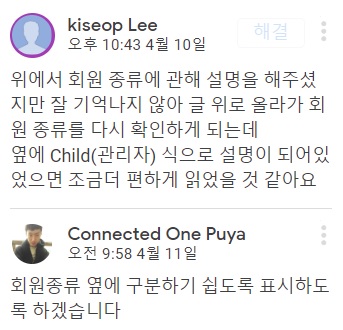 kiseop Lee
오후 10:43 4월 10일
해결
위에서 회원 종류에 관해 설명을 해주셨
지만 잘 기억나지 않아 글 위로 올라가 회
원 종류를 다시 확인하게 되는데
옆에 Child(관리자) 식으로 설명이 되어있
었으면 조금더 편하게 읽었을 것 같아요
Connected One Puya
오전 9:58 4월 11일
회원종류 옆에 구분하기 쉽도록 표시하도
록 하겠습니다